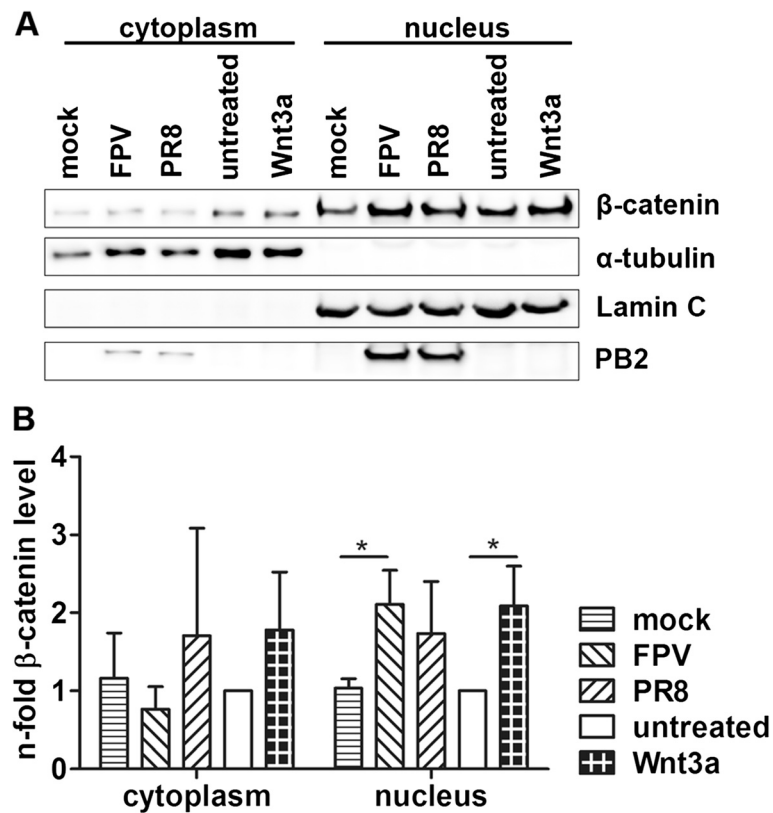 A
cytoplasm nucleus
mock FPV PR8 untreated Wnt3a mock FPV PR8 untreated Wnt3a
β-catenin
α-tubulin
Lamin C
PB2
B
n-fold β-catenin level
4
3
2
1
0
* *
cytoplasm nucleus
mock
FPV
PR8
untreated
Wnt3a